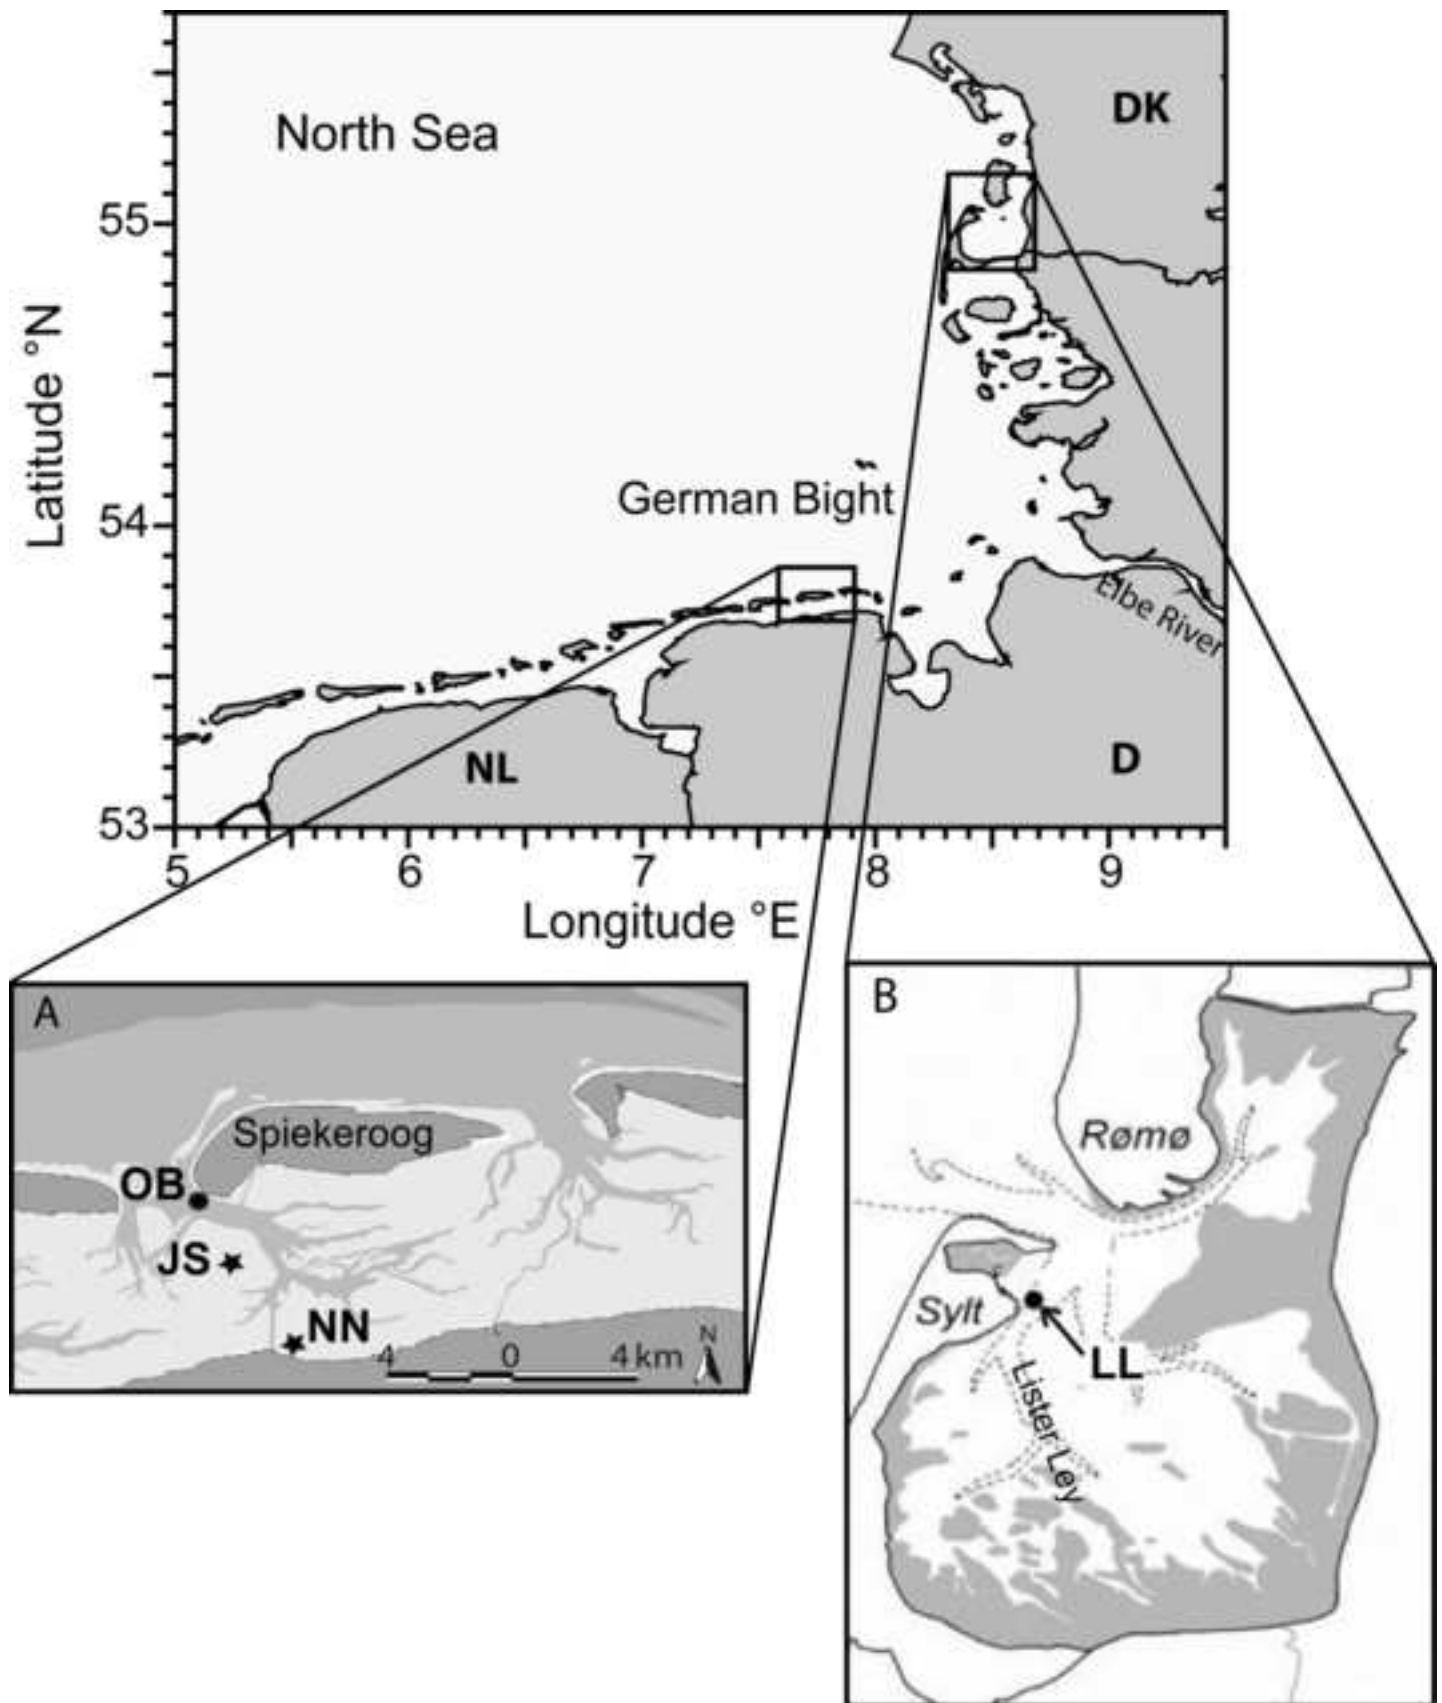 North Sea
DK
55
Latitude °N
German Bight
54
Elbe River
NL
D
53
5 6 7 8 9
Longitude °E
A
Spiekeroog
OB
JS
NN
4 0 4 km
N
B
Rømø
Sylt
LL
Lister Ley